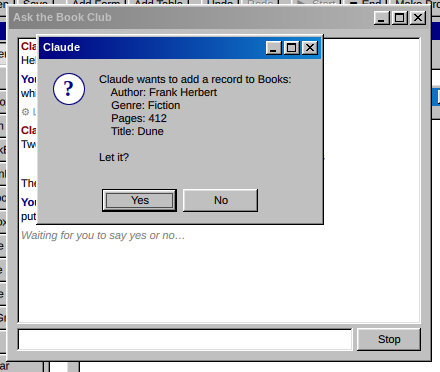 Save
Add Form
Add Table
Undo
Redo
Start
End
Ask the Book Club
Claude
?
Claude wants to add a record to Books:
Author: Frank Herbert
Genre: Fiction
Pages: 412
Title: Dune
Let it?
Yes
No
Waiting for you to say yes or no…
Stop